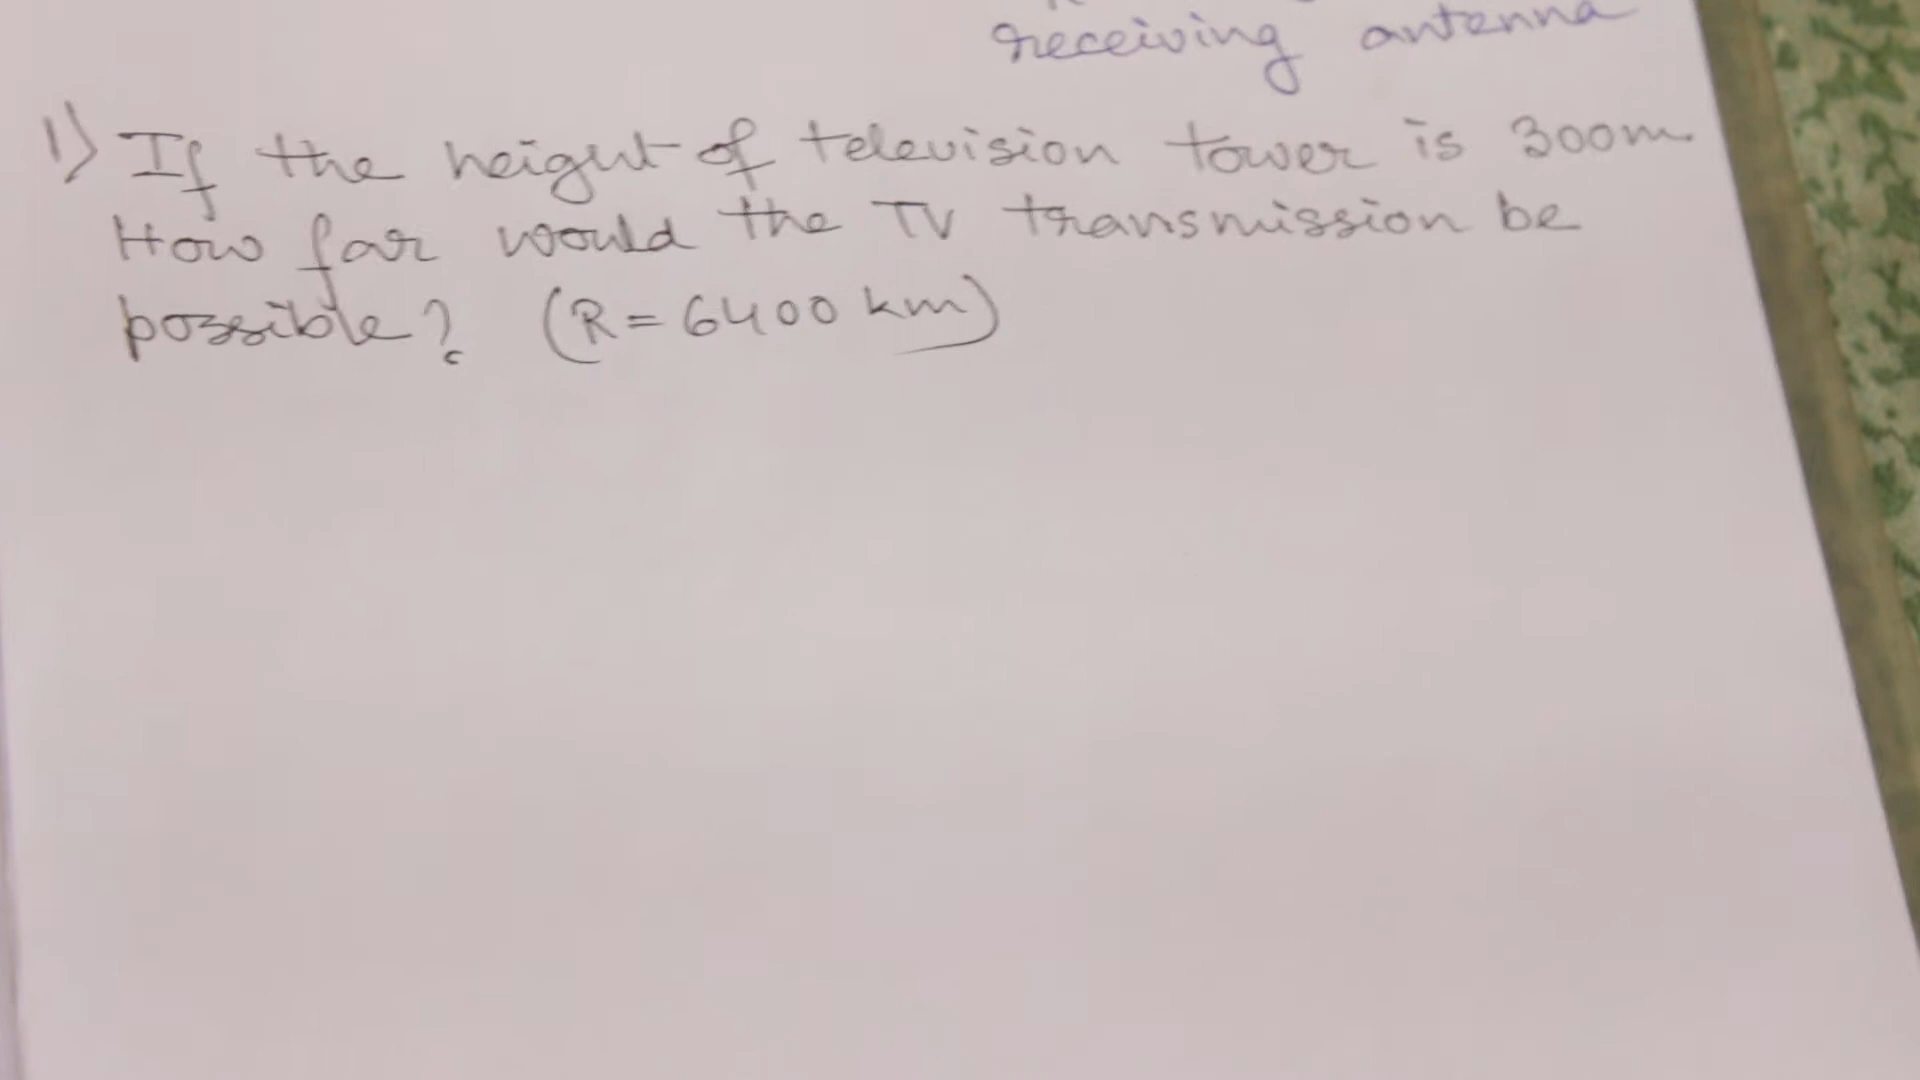 receiving antenna
1) If the height of television tower is 300m.
How far would the TV transmission be
possible? (R = 6400 km)